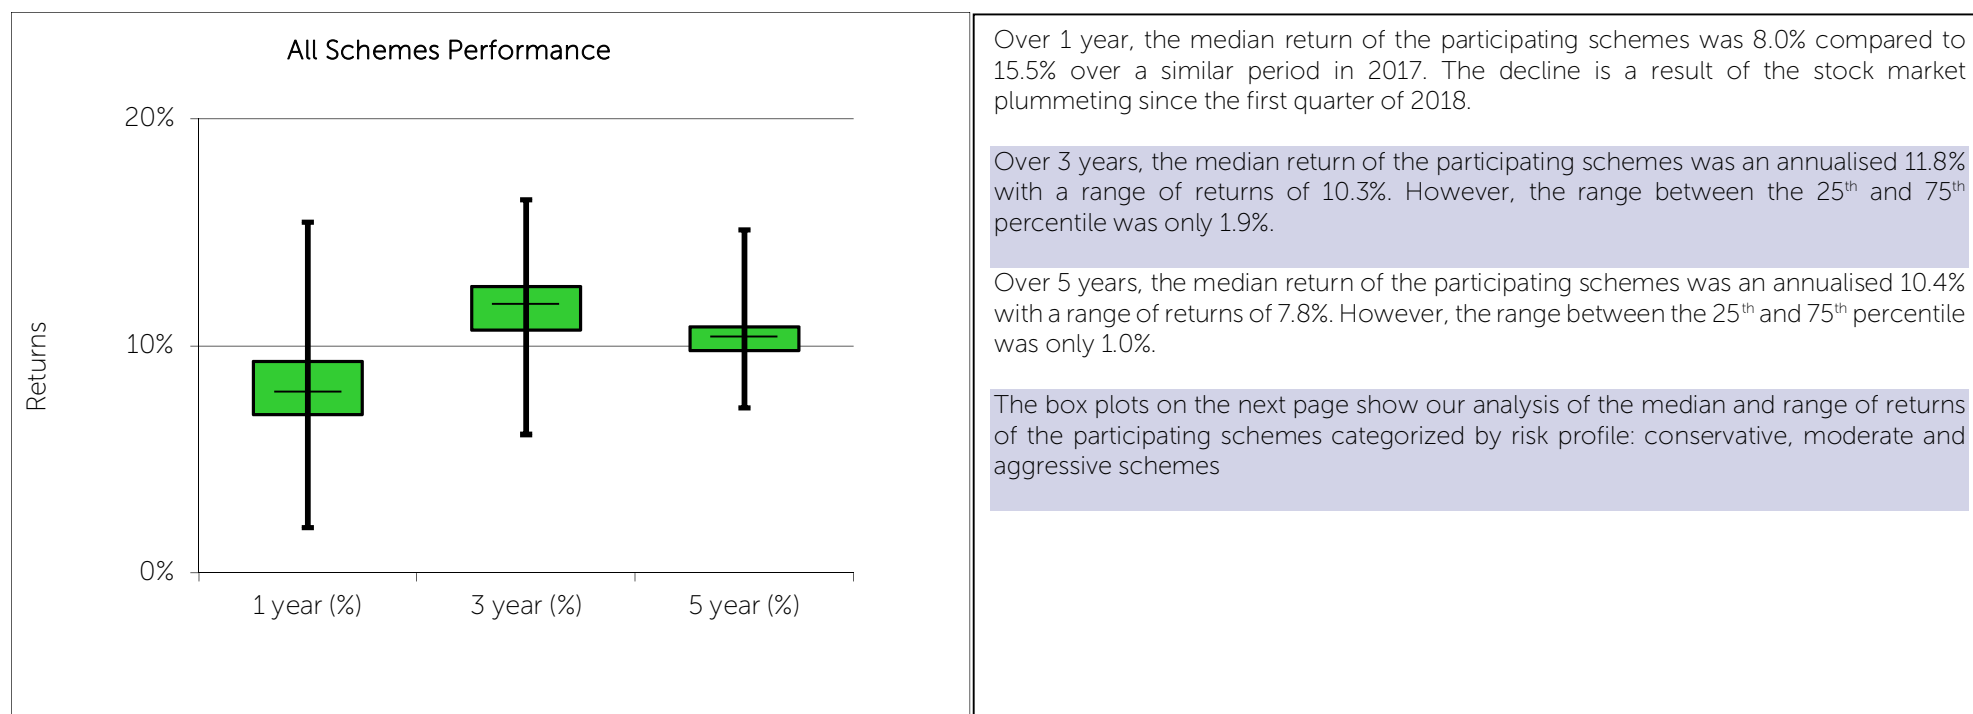 All Schemes Performance
20%
10%
0%
Returns
1 year (%)
3 year (%)
5 year (%)
Over 1 year, the median return of the participating schemes was 8.0% compared to
15.5% over a similar period in 2017. The decline is a result of the stock market
plummeting since the first quarter of 2018.
Over 3 years, the median return of the participating schemes was an annualised 11.8%
with a range of returns of 10.3%. However, the range between the 25th and 75th
percentile was only 1.9%.
Over 5 years, the median return of the participating schemes was an annualised 10.4%
with a range of returns of 7.8%. However, the range between the 25th and 75th percentile
was only 1.0%.
The box plots on the next page show our analysis of the median and range of returns
of the participating schemes categorized by risk profile: conservative, moderate and
aggressive schemes